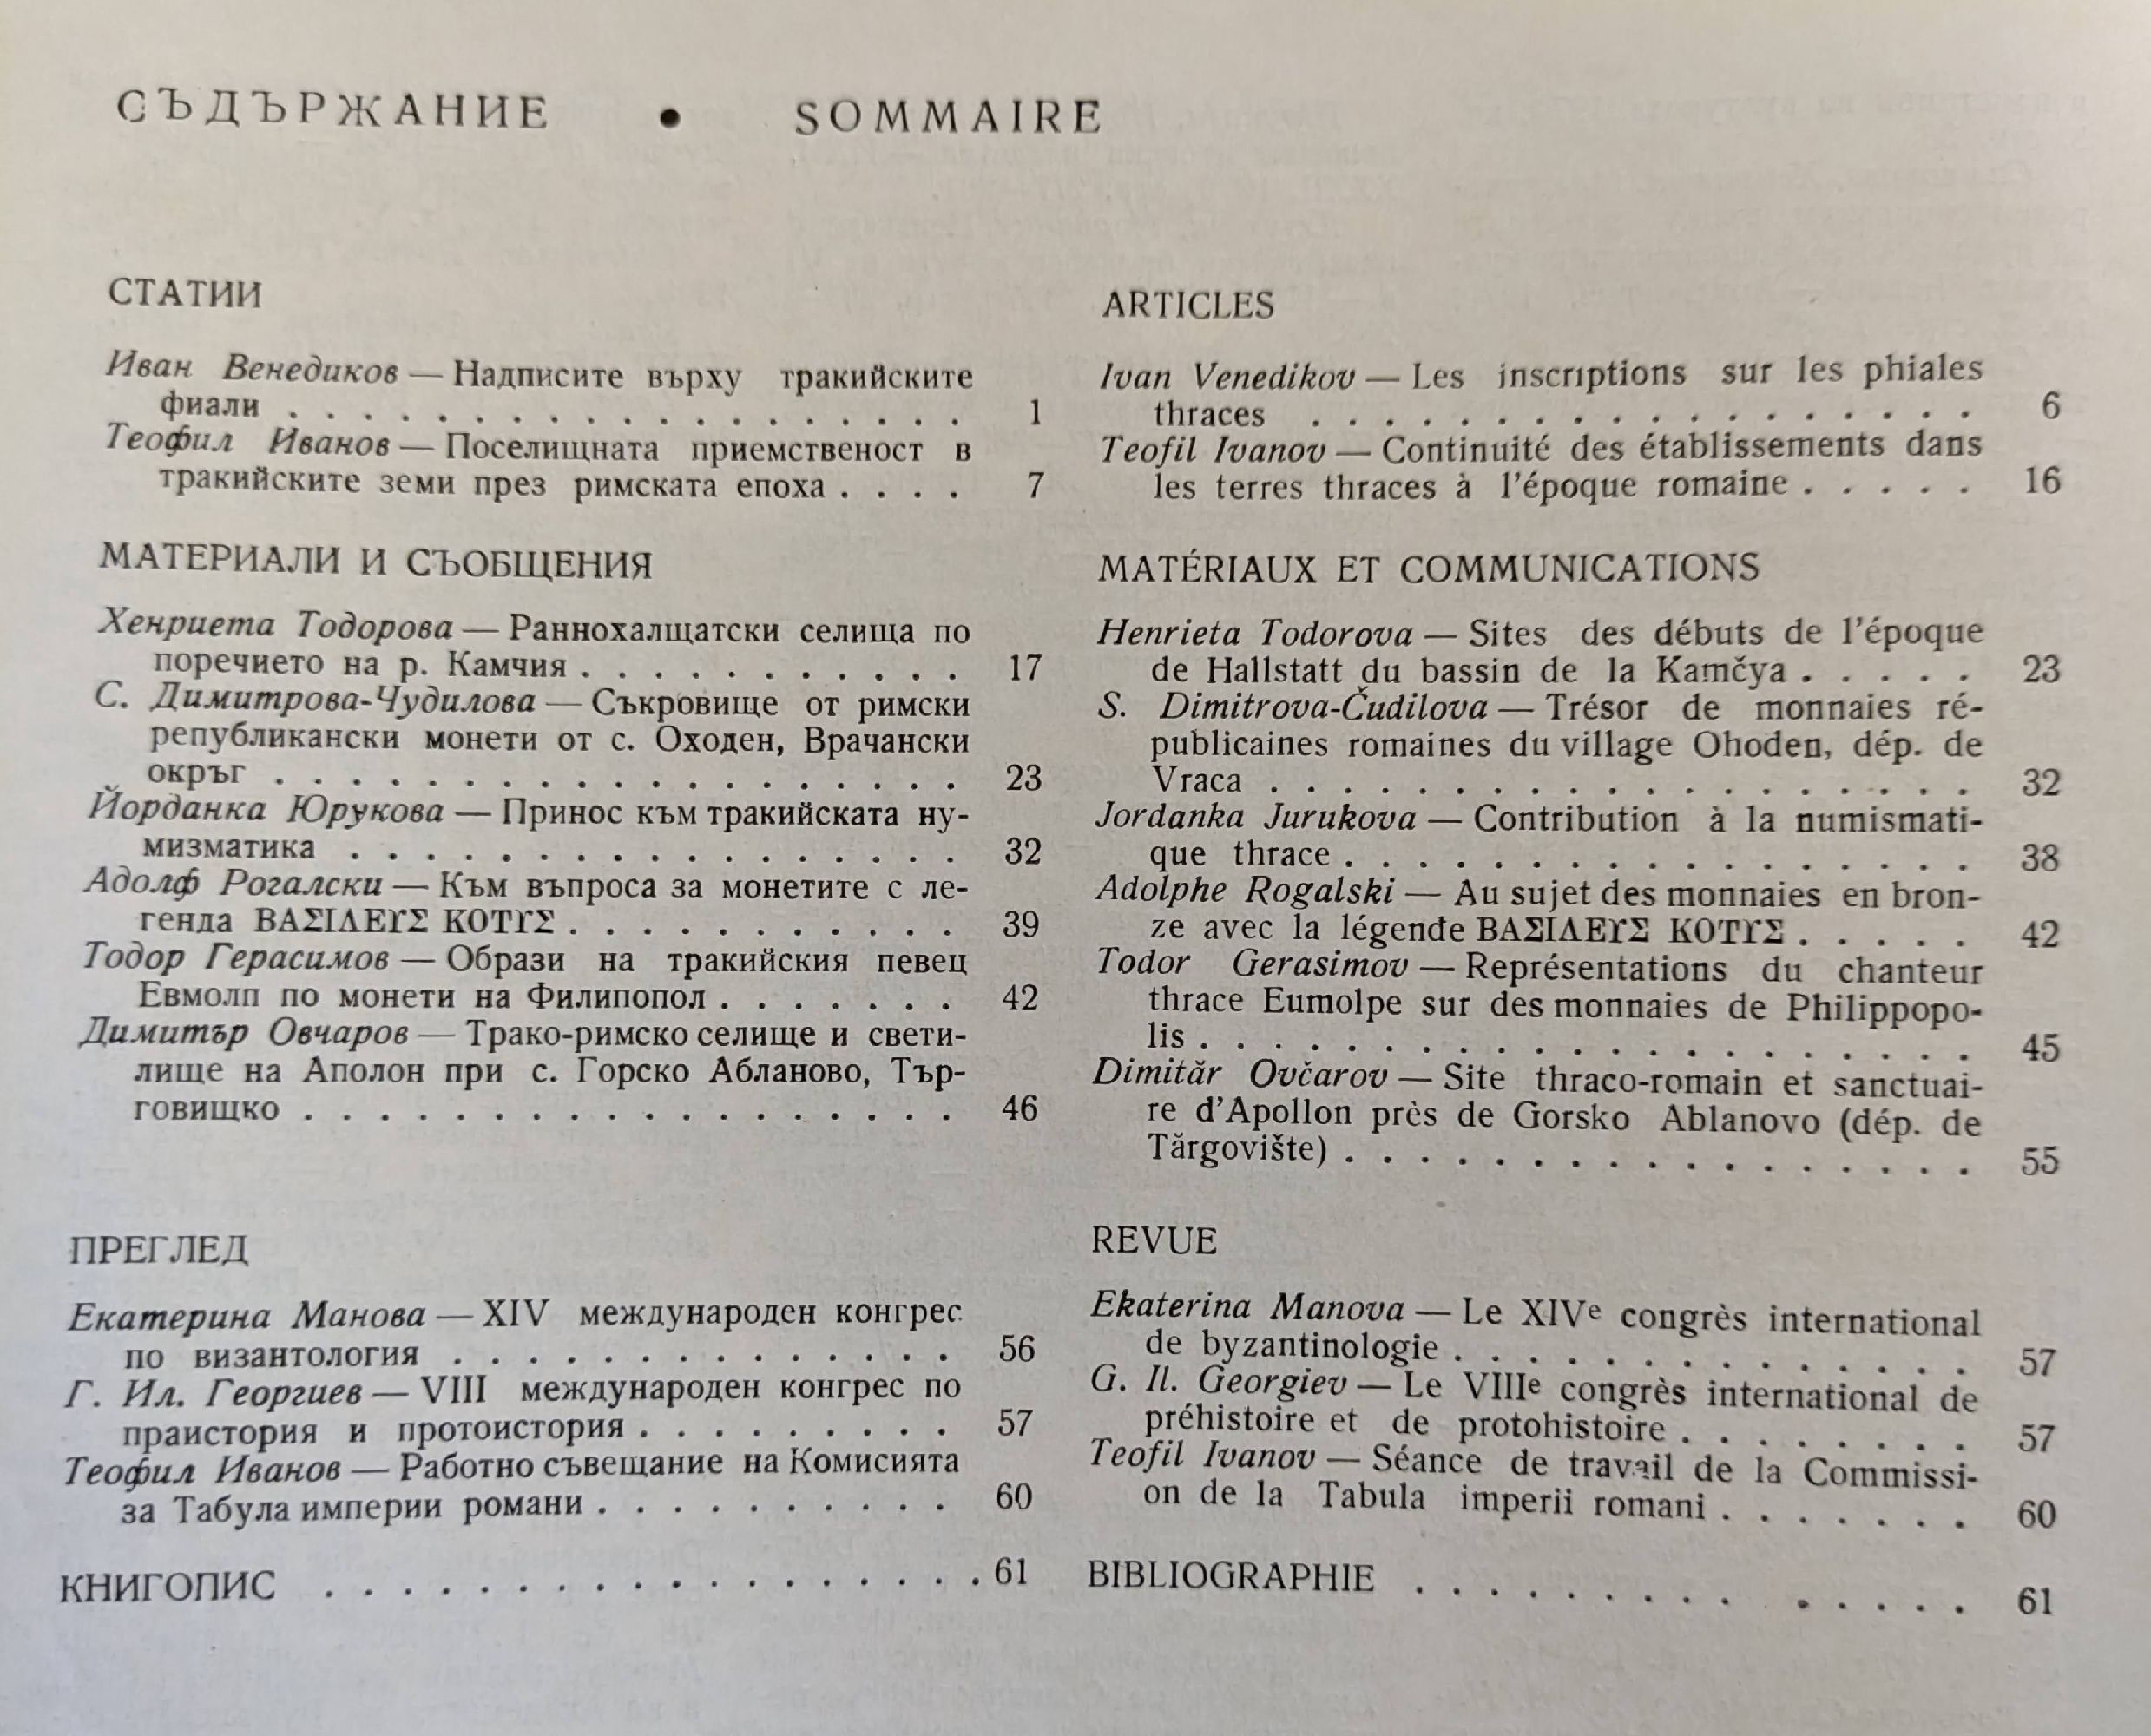 СЪДЪРЖАНИЕ • SOMMAIRE
СТАТИИ
Иван Венедиков — Надписите върху тракийските
фиали . . . . . . . . . . . . . . . . . . 1
Теофил Иванов — Поселищната приемственост в
тракийските земи през римската епоха . . . . 7
МАТЕРИАЛИ И СЪОБЩЕНИЯ
Хенриета Тодорова — Раннохалщатски селища по
поречието на р. Камчия . . . . . . . . . . . 17
С. Димитрова-Чудилова — Съкровище от римски
републикански монети от с. Оходен, Врачански
окръг . . . . . . . . . . . . . . . . . . . 23
Йорданка Юрукова — Принос към тракийската ну-
мизматика . . . . . . . . . . . . . . . . . 32
Адолф Рогалски — Към въпроса за монетите с ле-
генда ΒΑΣΙΛΕΥΣ ΚΟΤΥΣ . . . . . . . . . . . 39
Тодор Герасимов — Образи на тракийския певец
Евмолп по монети на Филипопол . . . . . . . 42
Димитър Овчаров — Трако-римско селище и свети-
лище на Аполон при с. Горско Абланово, Тър-
говищко . . . . . . . . . . . . . . . . . . 46
ПРЕГЛЕД
Екатерина Манова — XIV международен конгрес
по византология . . . . . . . . . . . . . . 56
Г. Ил. Георгиев — VIII международен конгрес по
праистория и протоистория . . . . . . . . . 57
Теофил Иванов — Работно съвещание на Комисията
за Табула империи романи . . . . . . . . . . 60
КНИГОПИС . . . . . . . . . . . . . . . . . . 61
ARTICLES
Ivan Venedikov — Les inscriptions sur les phiales
thraces . . . . . . . . . . . . . . . . . . 6
Teofil Ivanov — Continuité des établissements dans
les terres thraces à l'époque romaine . . . . . 16
MATÉRIAUX ET COMMUNICATIONS
Henrieta Todorova — Sites des débuts de l'époque
de Hallstatt du bassin de la Kamčya . . . . . 23
S. Dimitrova-Čudilova — Trésor de monnaies ré-
publicaines romaines du village Ohoden, dép. de
Vraca . . . . . . . . . . . . . . . . . . . 32
Jordanka Jurukova — Contribution à la numismati-
que thrace . . . . . . . . . . . . . . . . . 38
Adolphe Rogalski — Au sujet des monnaies en bron-
ze avec la légende ΒΑΣΙΛΕΥΣ ΚΟΤΥΣ . . . . . 42
Todor Gerasimov — Représentations du chanteur
thrace Eumolpe sur des monnaies de Philippopo-
lis . . . . . . . . . . . . . . . . . . . . . 45
Dimităr Ovčarov — Site thraco-romain et sanctuai-
re d'Apollon près de Gorsko Ablanovo (dép. de
Tărgovište) . . . . . . . . . . . . . . . . . 55
REVUE
Ekaterina Manova — Le XIVe congrès international
de byzantinologie . . . . . . . . . . . . . . 57
G. Il. Georgiev — Le VIIIe congrès international de
préhistoire et de protohistoire . . . . . . . . 57
Teofil Ivanov — Séance de travail de la Commissi-
on de la Tabula imperii romani . . . . . . . 60
BIBLIOGRAPHIE . . . . . . . . . . . . . . 61